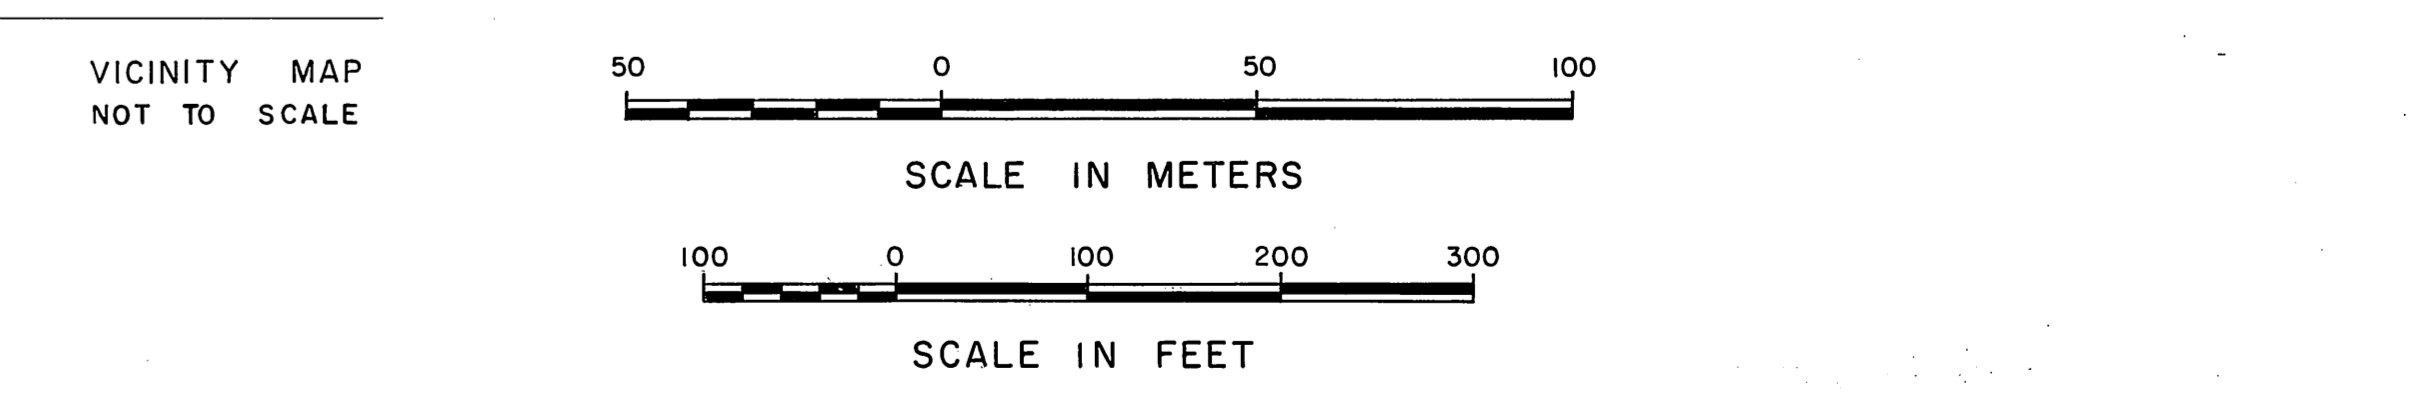 VICINITY MAP
NOT TO SCALE
50 0 50 100
SCALE IN METERS
100 0 100 200 300
SCALE IN FEET